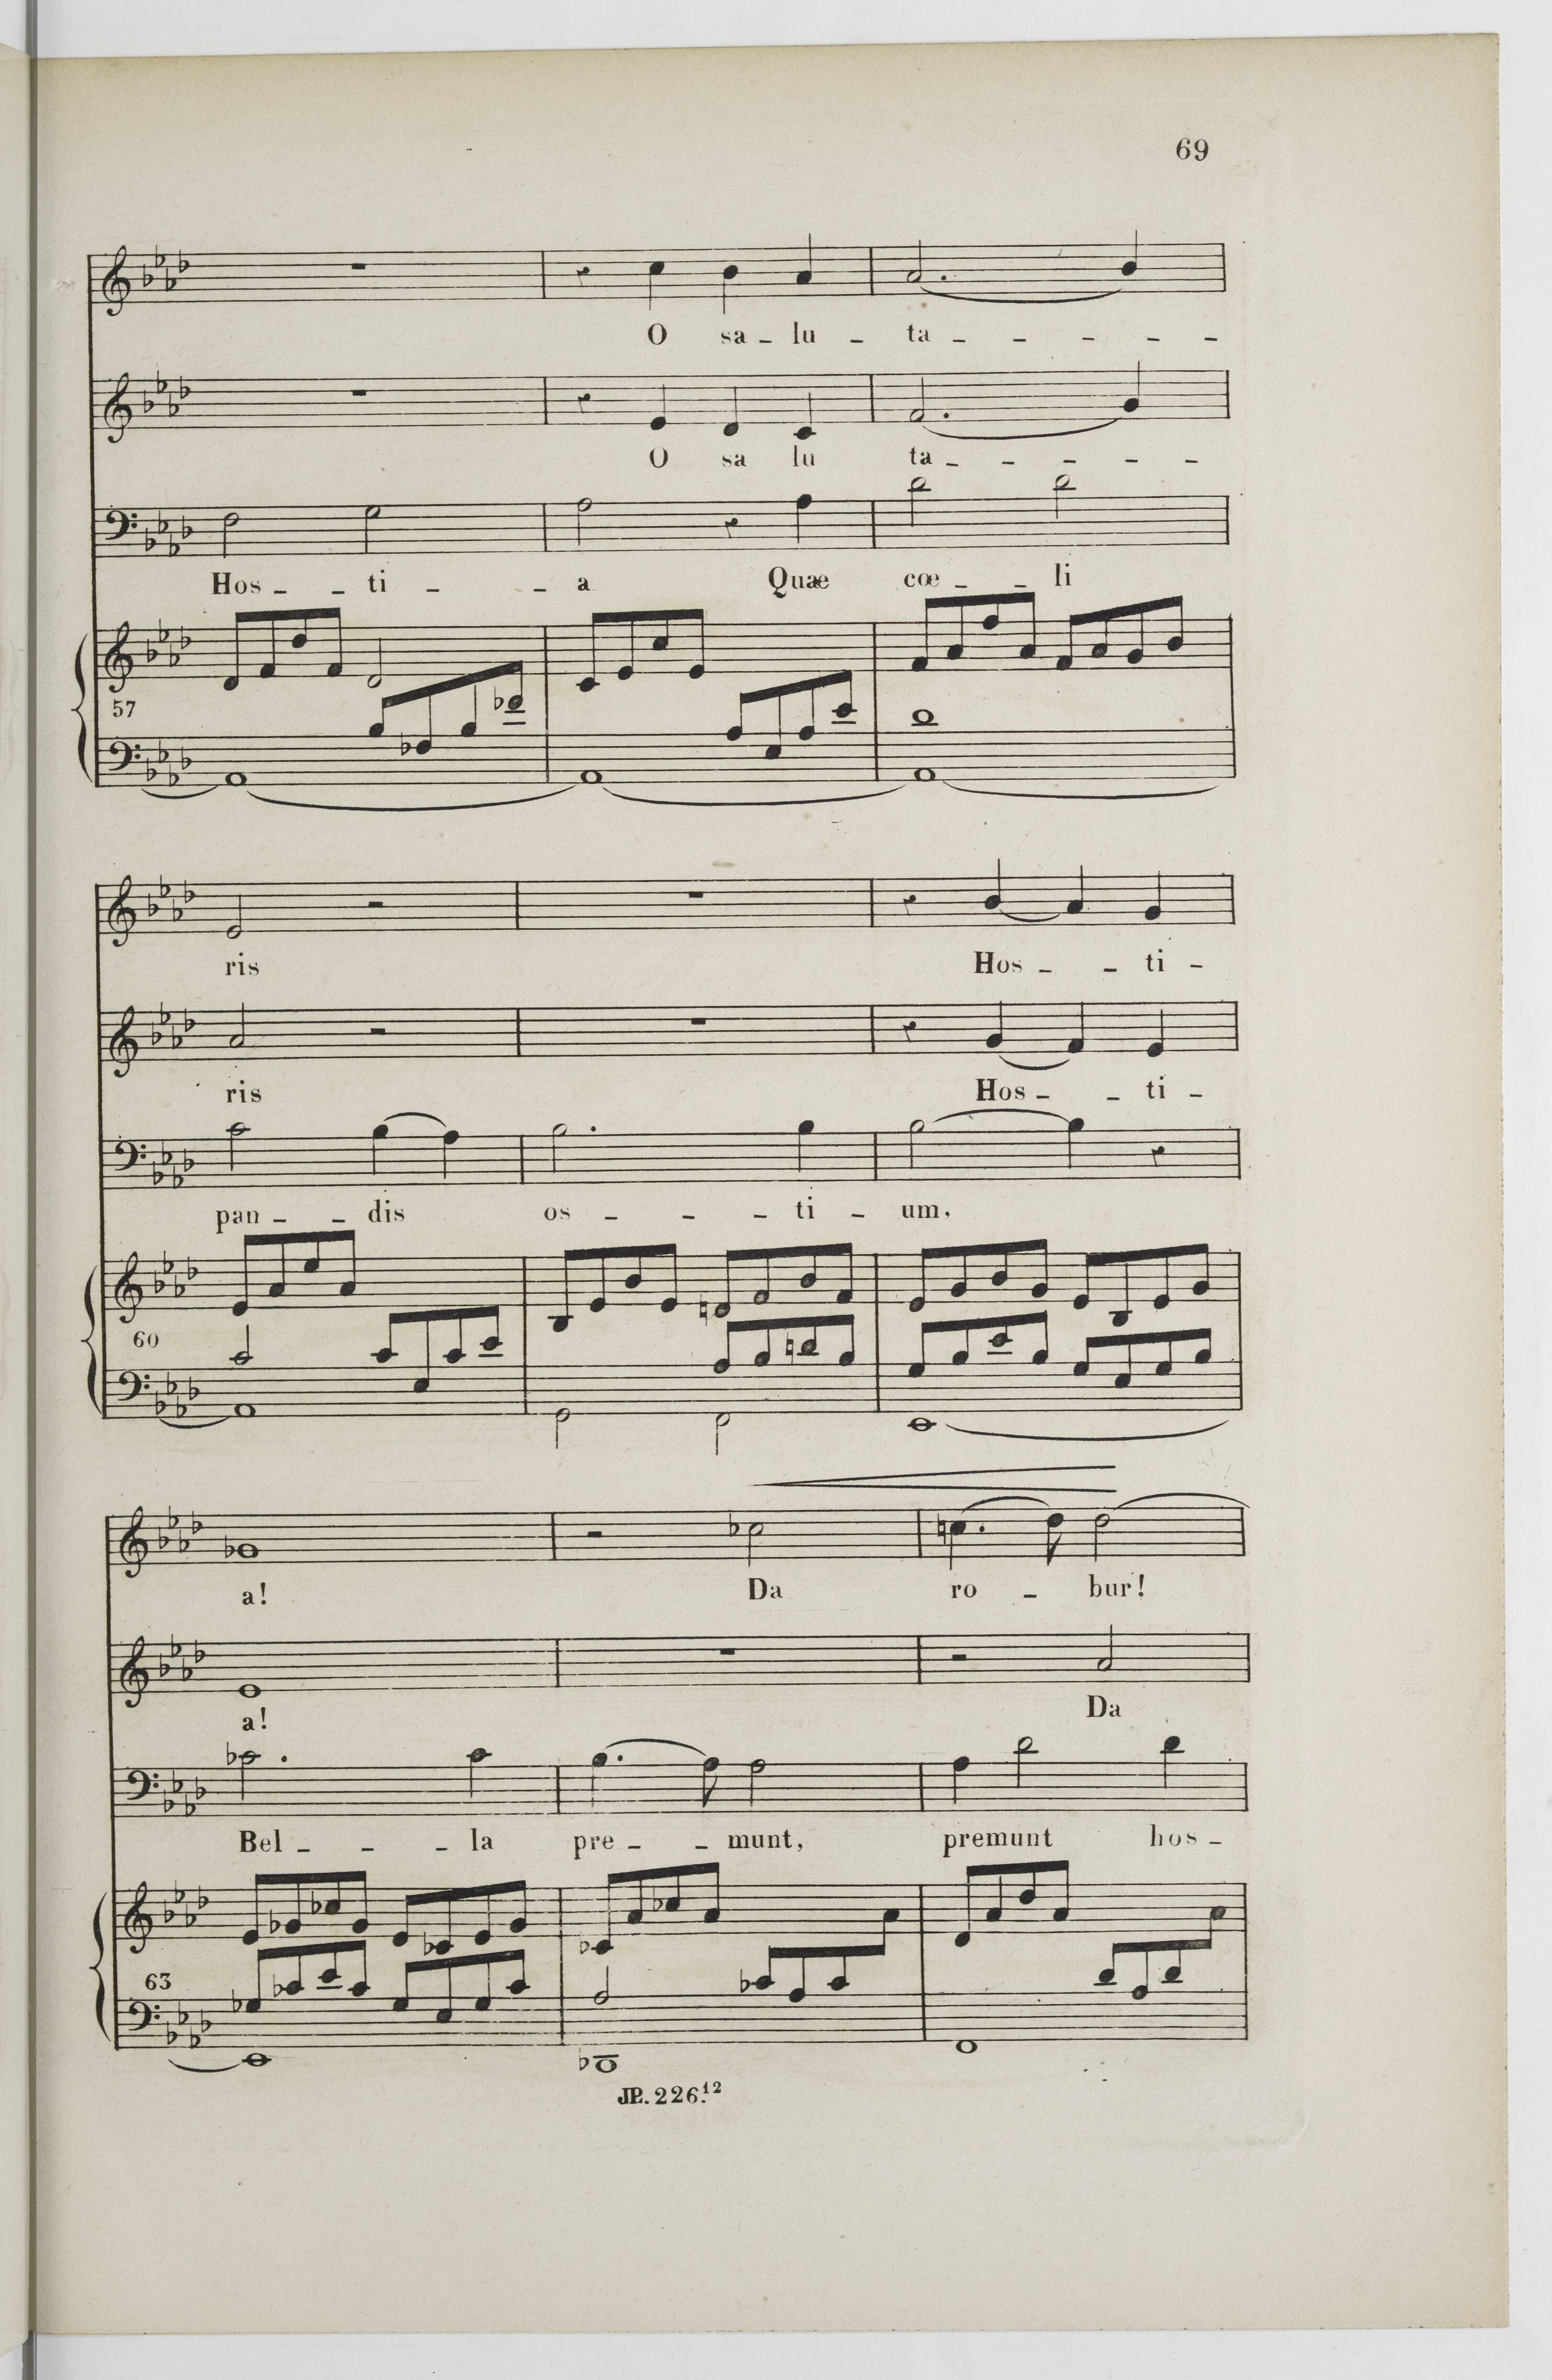 69
O sa - lu - ta - - - - -
O sa lu ta - - - - -
Hos - - ti - - a Quæ cœ - - li
57
ris Hos - - ti -
ris Hos - - ti -
pan - - dis os - - - ti - um,
60
a! Da ro - bur!
a! Da
Bel - - - la pre - - munt, premunt hos -
63
JP. 226.12